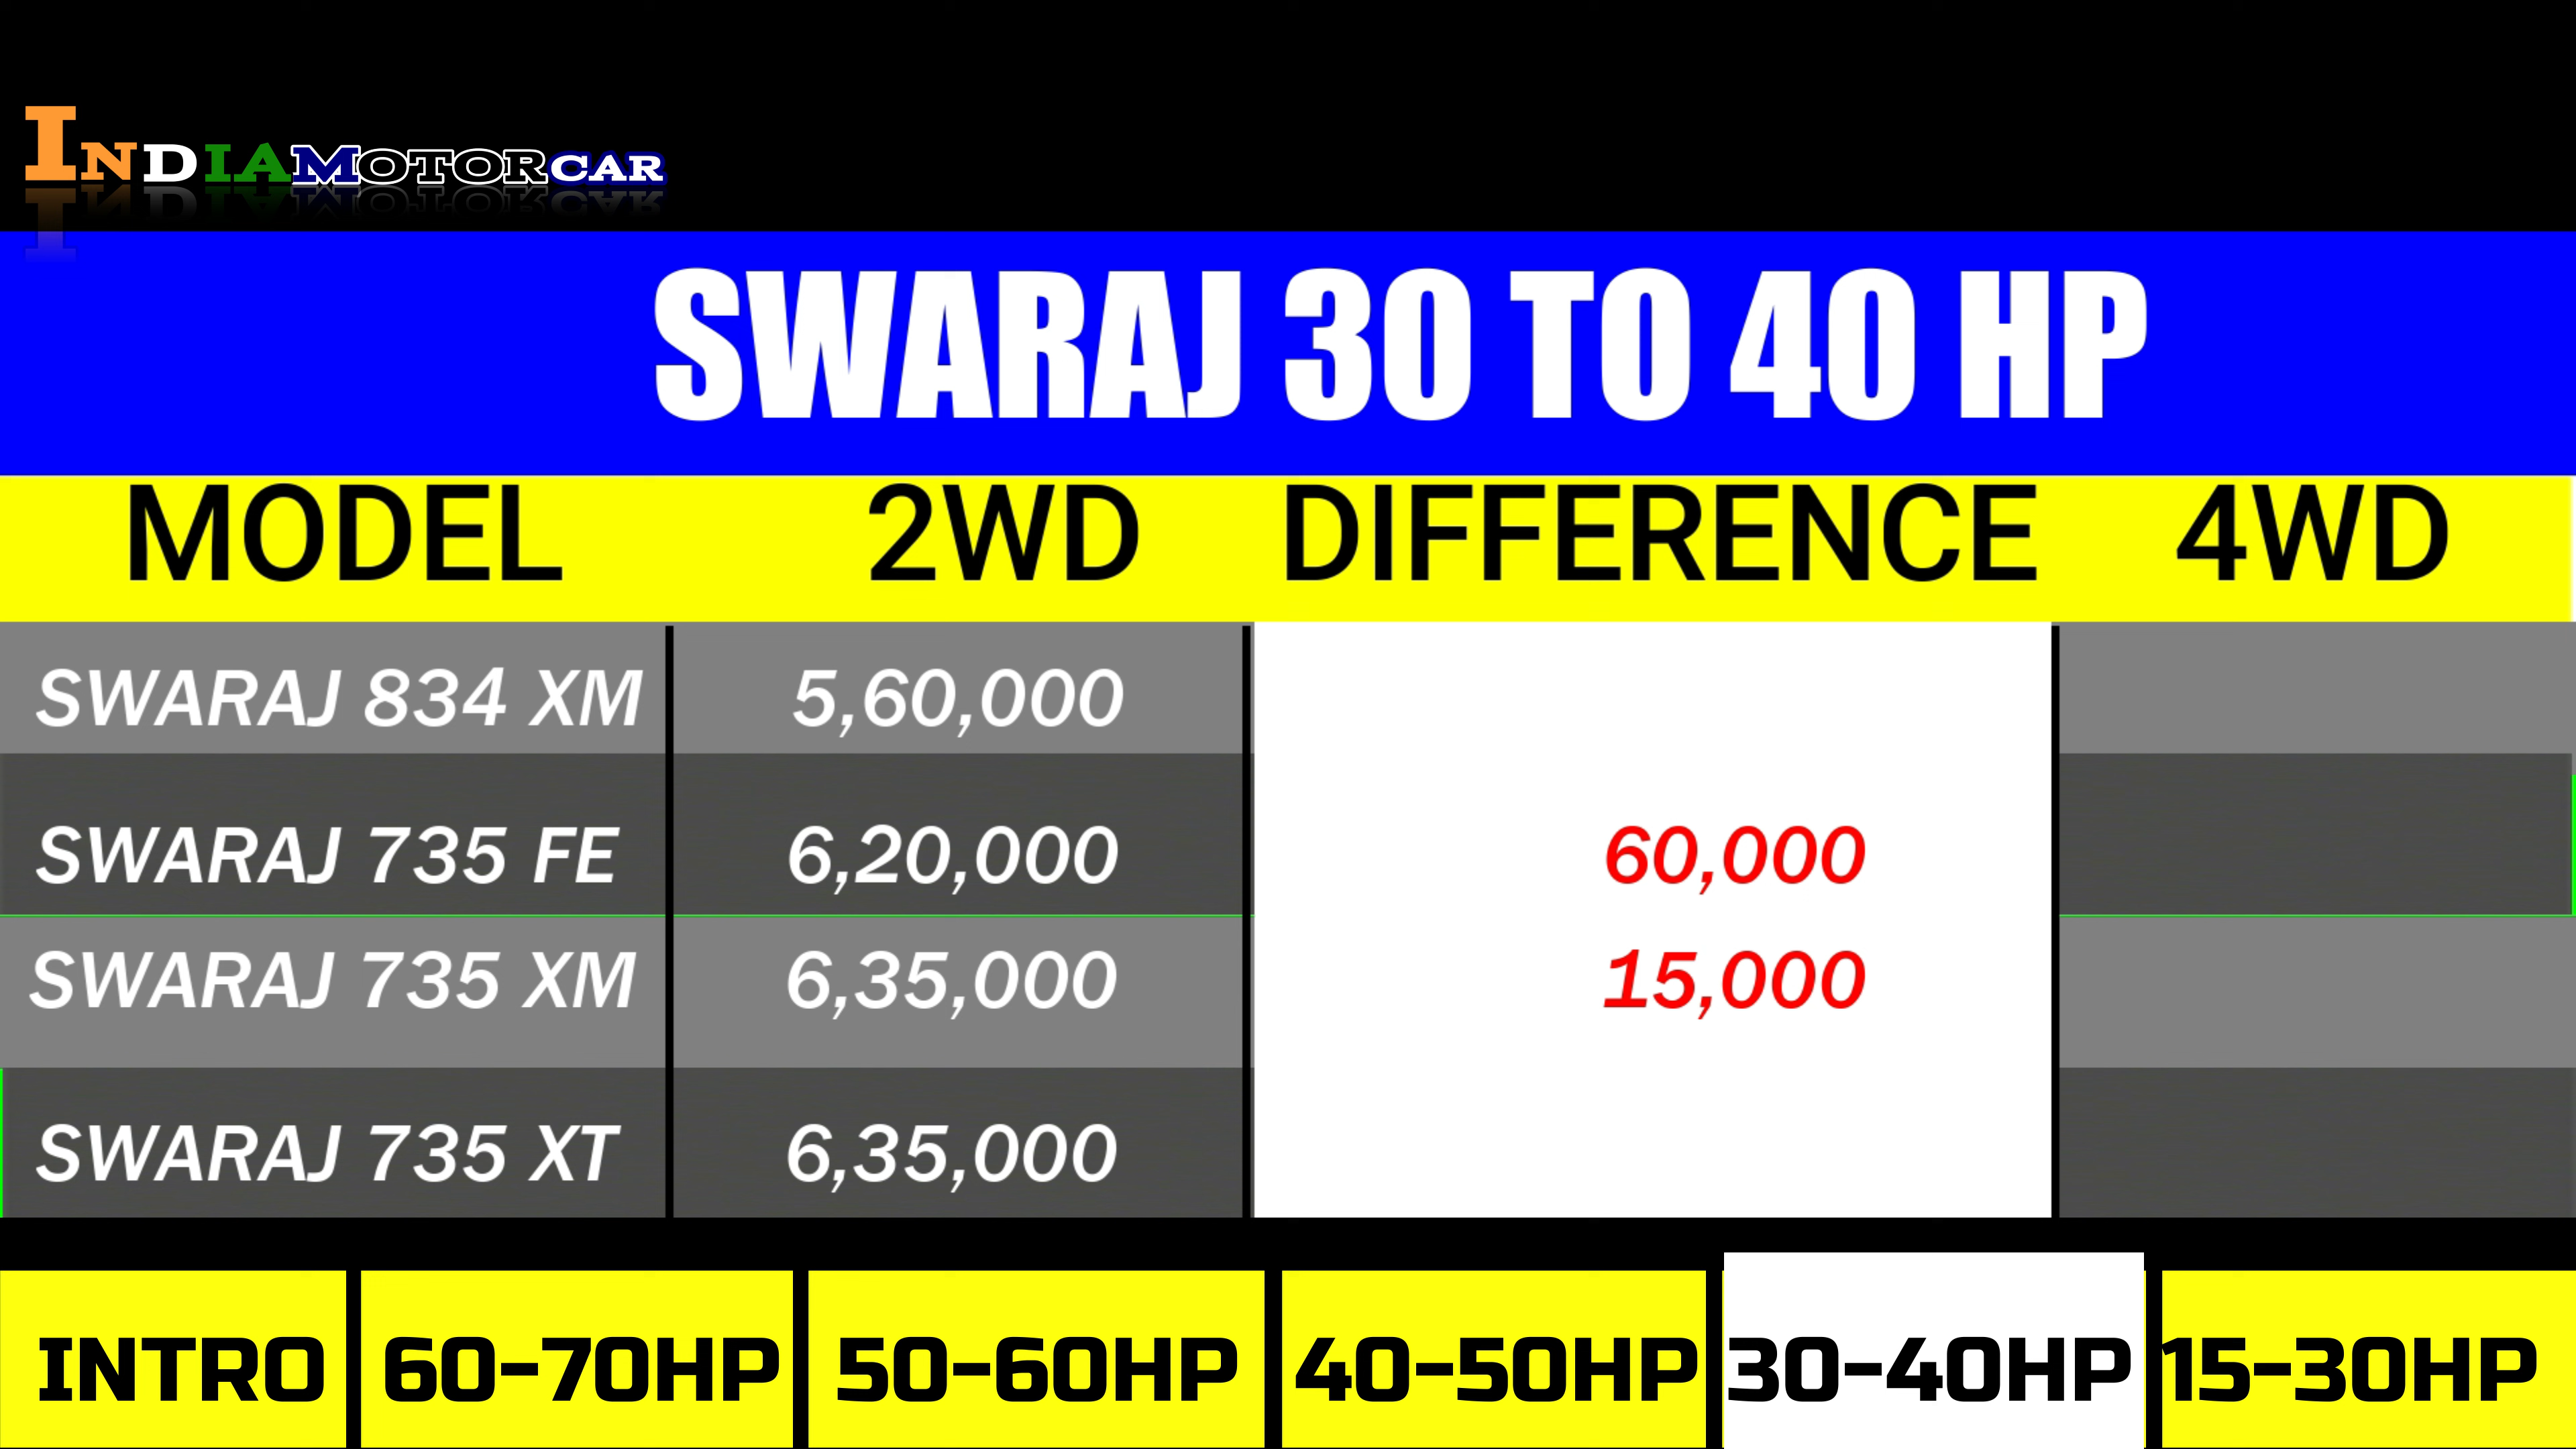 INDIAMOTORCAR
SWARAJ 30 TO 40 HP
MODEL 2WD DIFFERENCE 4WD
SWARAJ 834 XM 5,60,000
SWARAJ 735 FE 6,20,000 60,000
SWARAJ 735 XM 6,35,000 15,000
SWARAJ 735 XT 6,35,000
INTRO 60-70HP 50-60HP 40-50HP 30-40HP 15-30HP